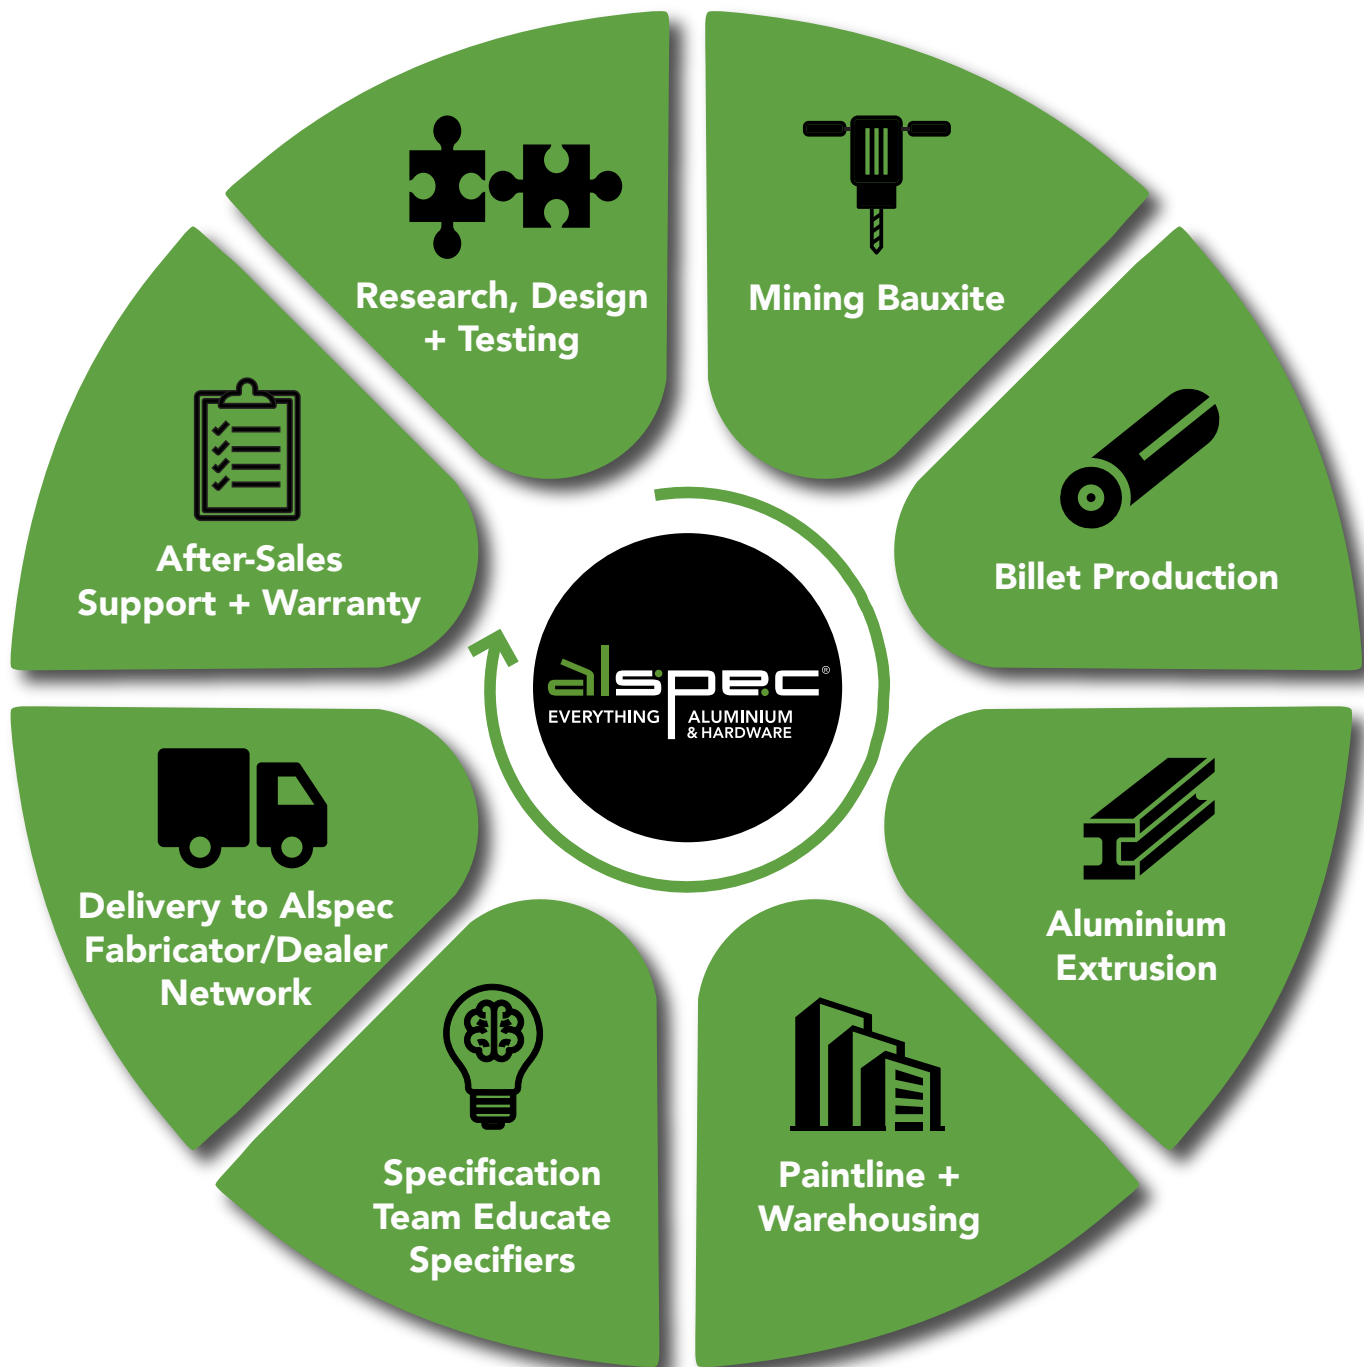 Research, Design
+ Testing
Mining Bauxite
Billet Production
Aluminium
Extrusion
Paintline +
Warehousing
Specification
Team Educate
Specifiers
Delivery to Alspec
Fabricator/Dealer
Network
After-Sales
Support + Warranty
alspec®
EVERYTHING ALUMINIUM
& HARDWARE